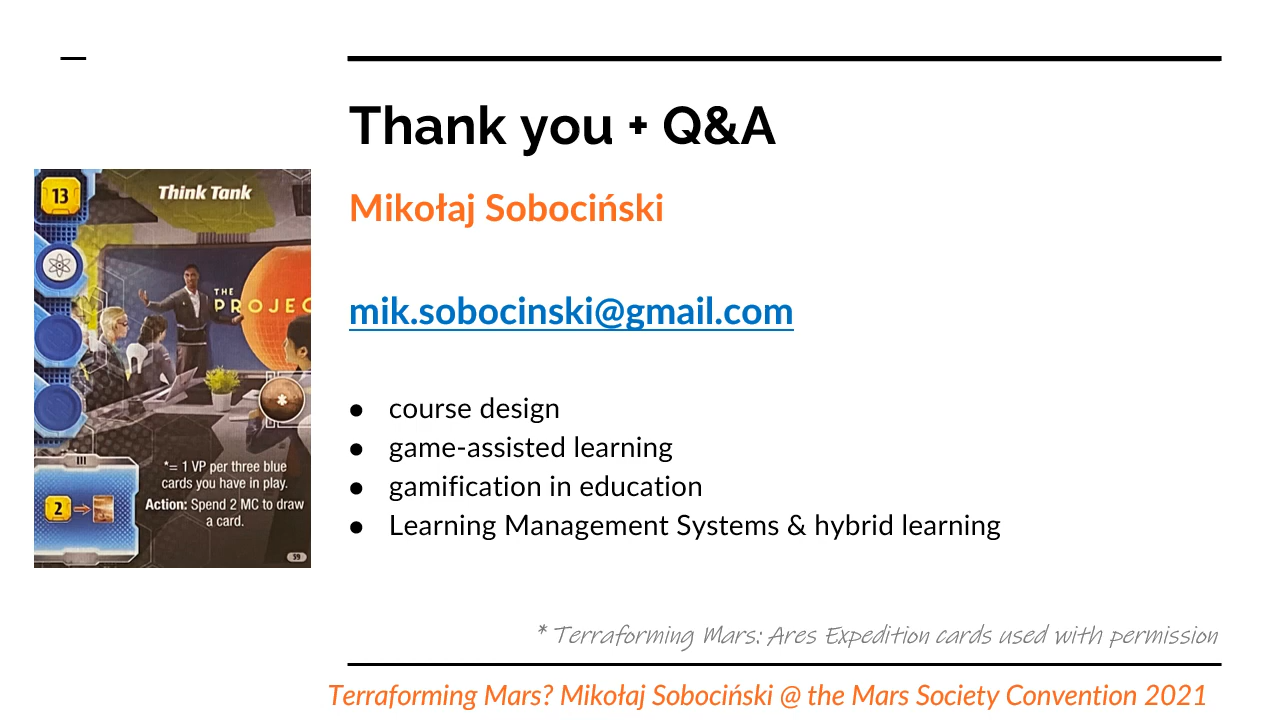 Thank you + Q&A
Mikołaj Sobociński
mik.sobocinski@gmail.com
● course design
● game-assisted learning
● gamification in education
● Learning Management Systems & hybrid learning
13
Think Tank
THE
PROJEC
*= 1 VP per three blue
cards you have in play.
Action: Spend 2 MC to draw
a card.
III
2
59
* Terraforming Mars: Ares Expedition cards used with permission
Terraforming Mars? Mikołaj Sobociński @ the Mars Society Convention 2021